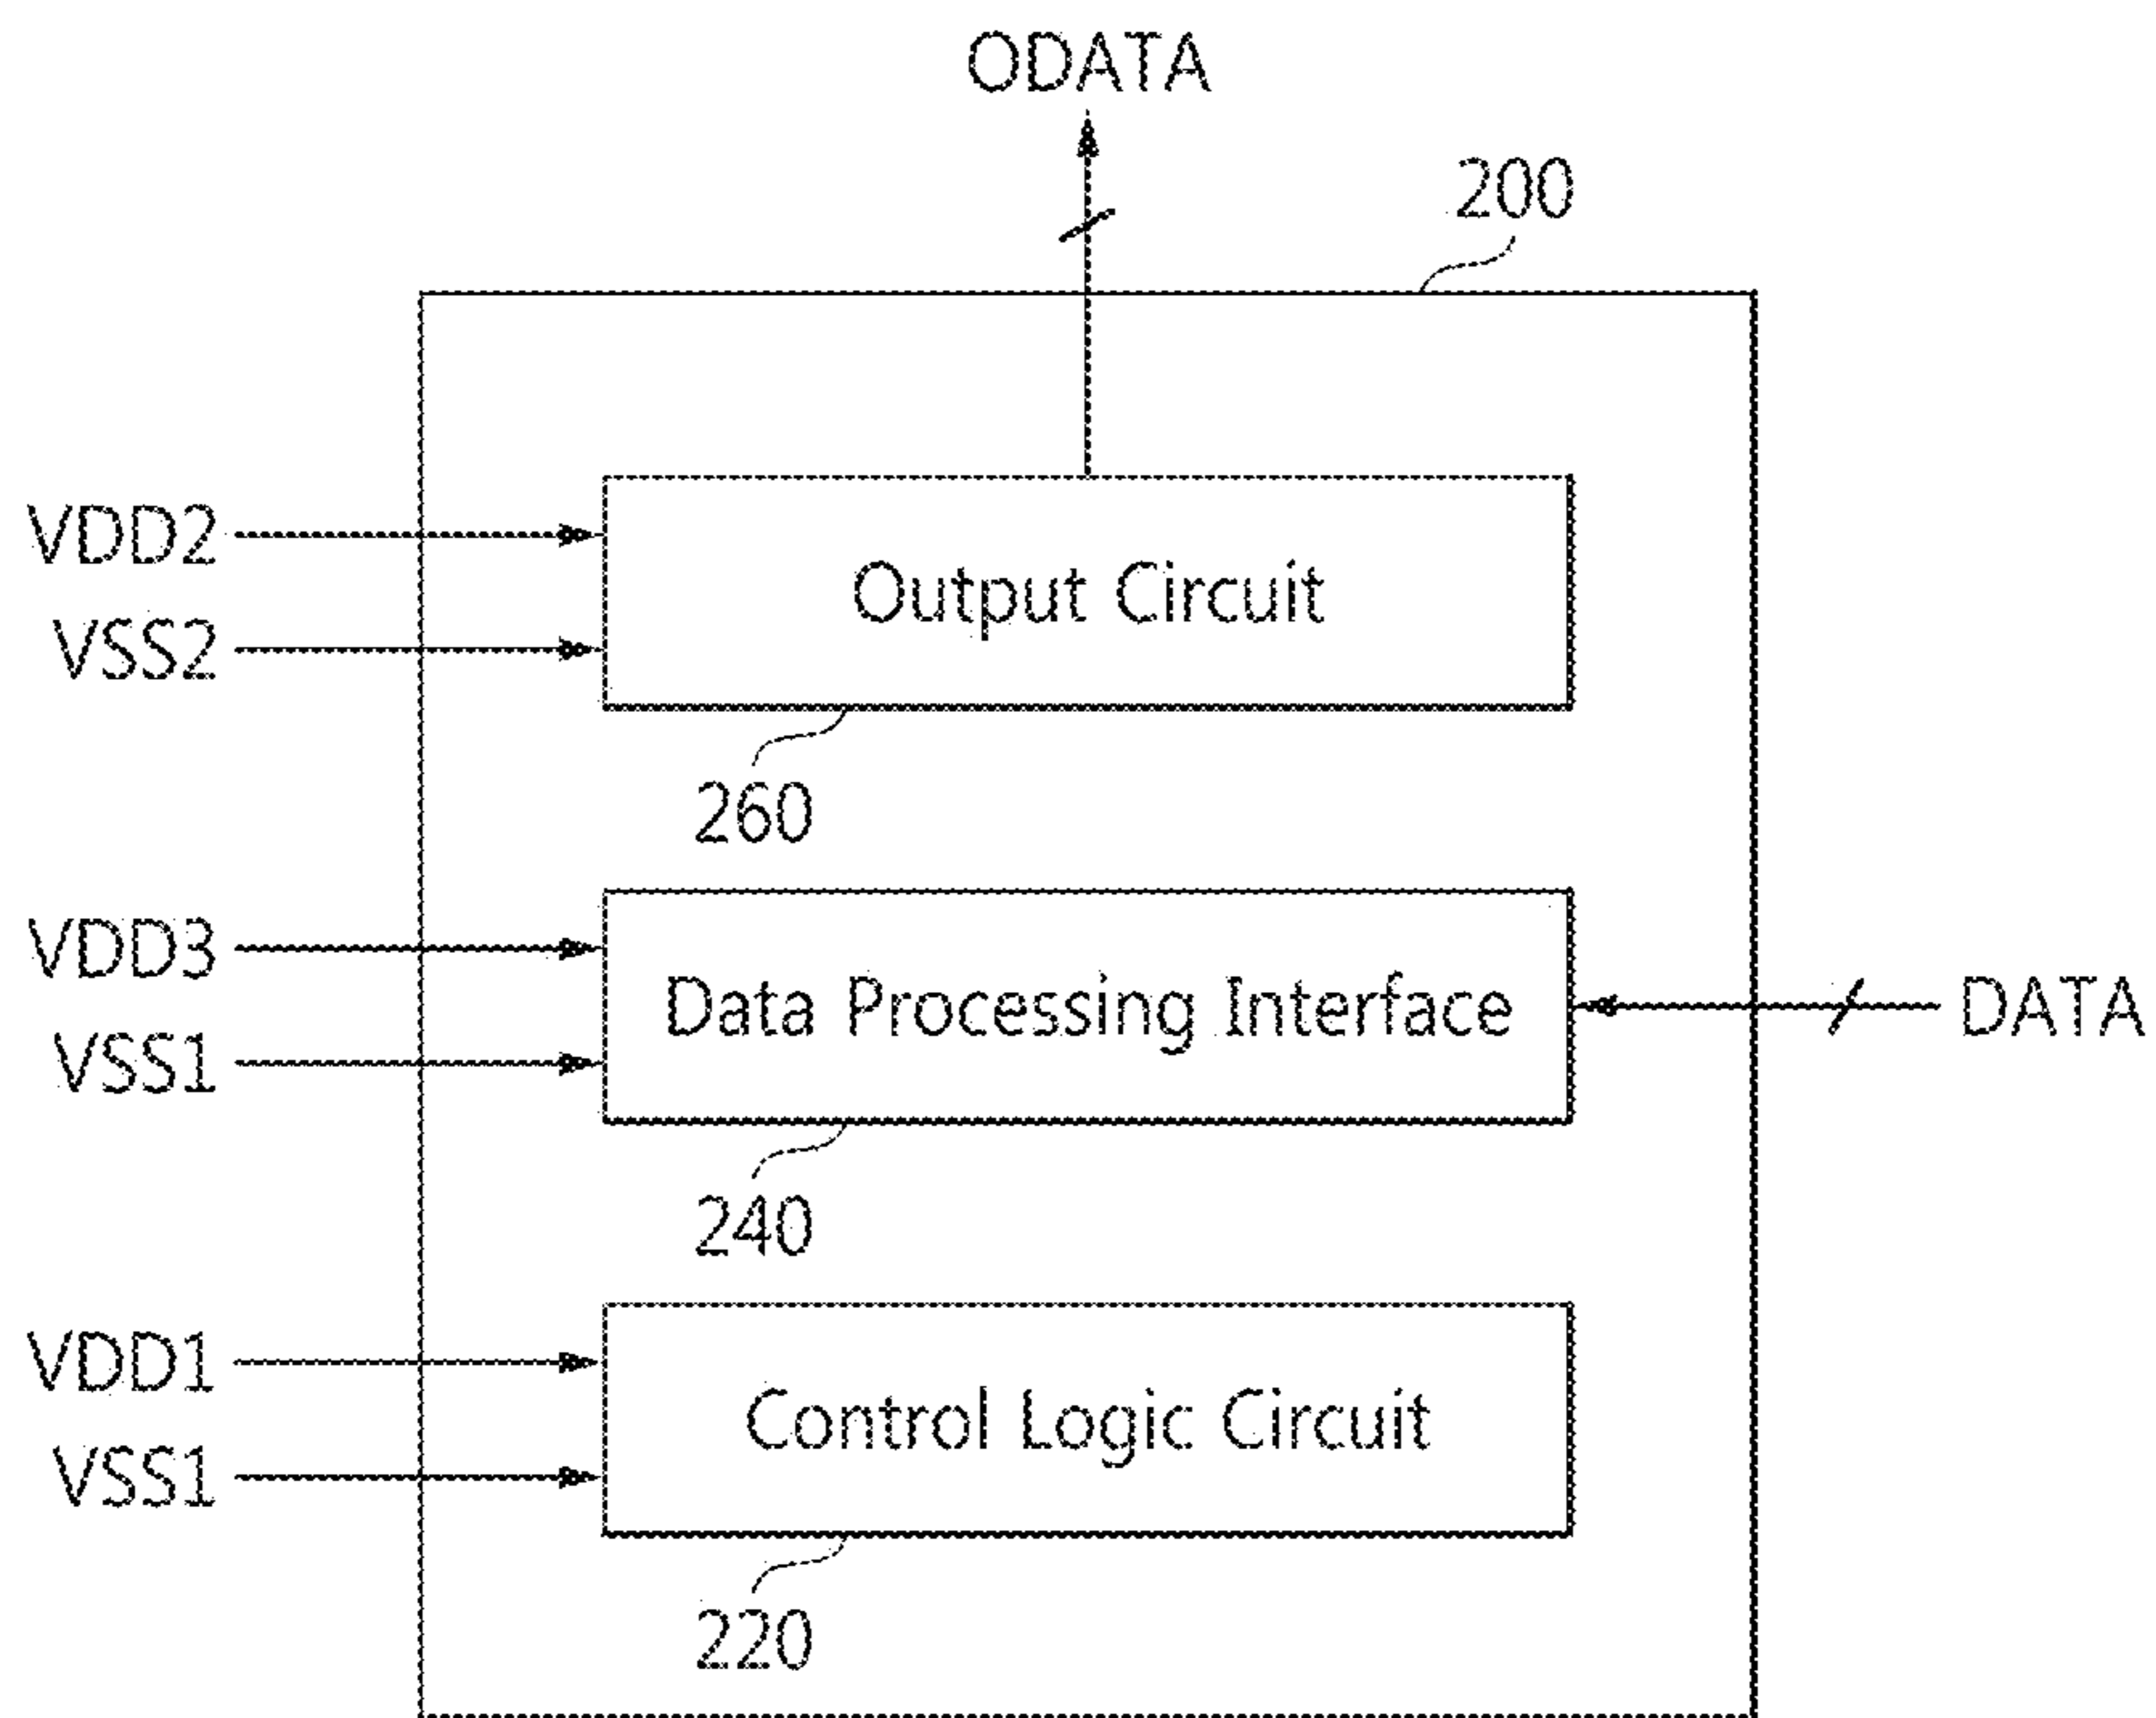 ODATA
200
VDD2
VSS2
Output Circuit
260
VDD3
VSS1
Data Processing Interface
DATA
240
VDD1
VSS1
Control Logic Circuit
220